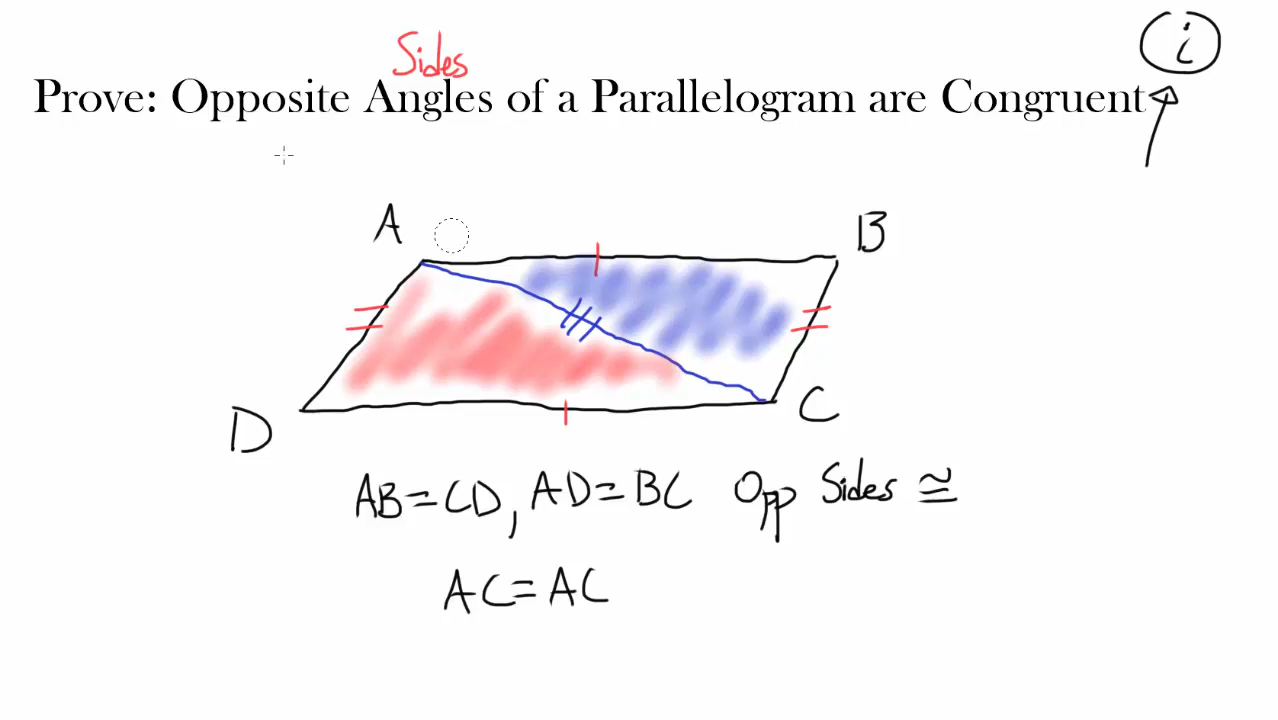 Sides
i
Prove: Opposite Angles of a Parallelogram are Congruent
A
B
D
C
AB=CD, AD=BC Opp Sides ≅
AC=AC